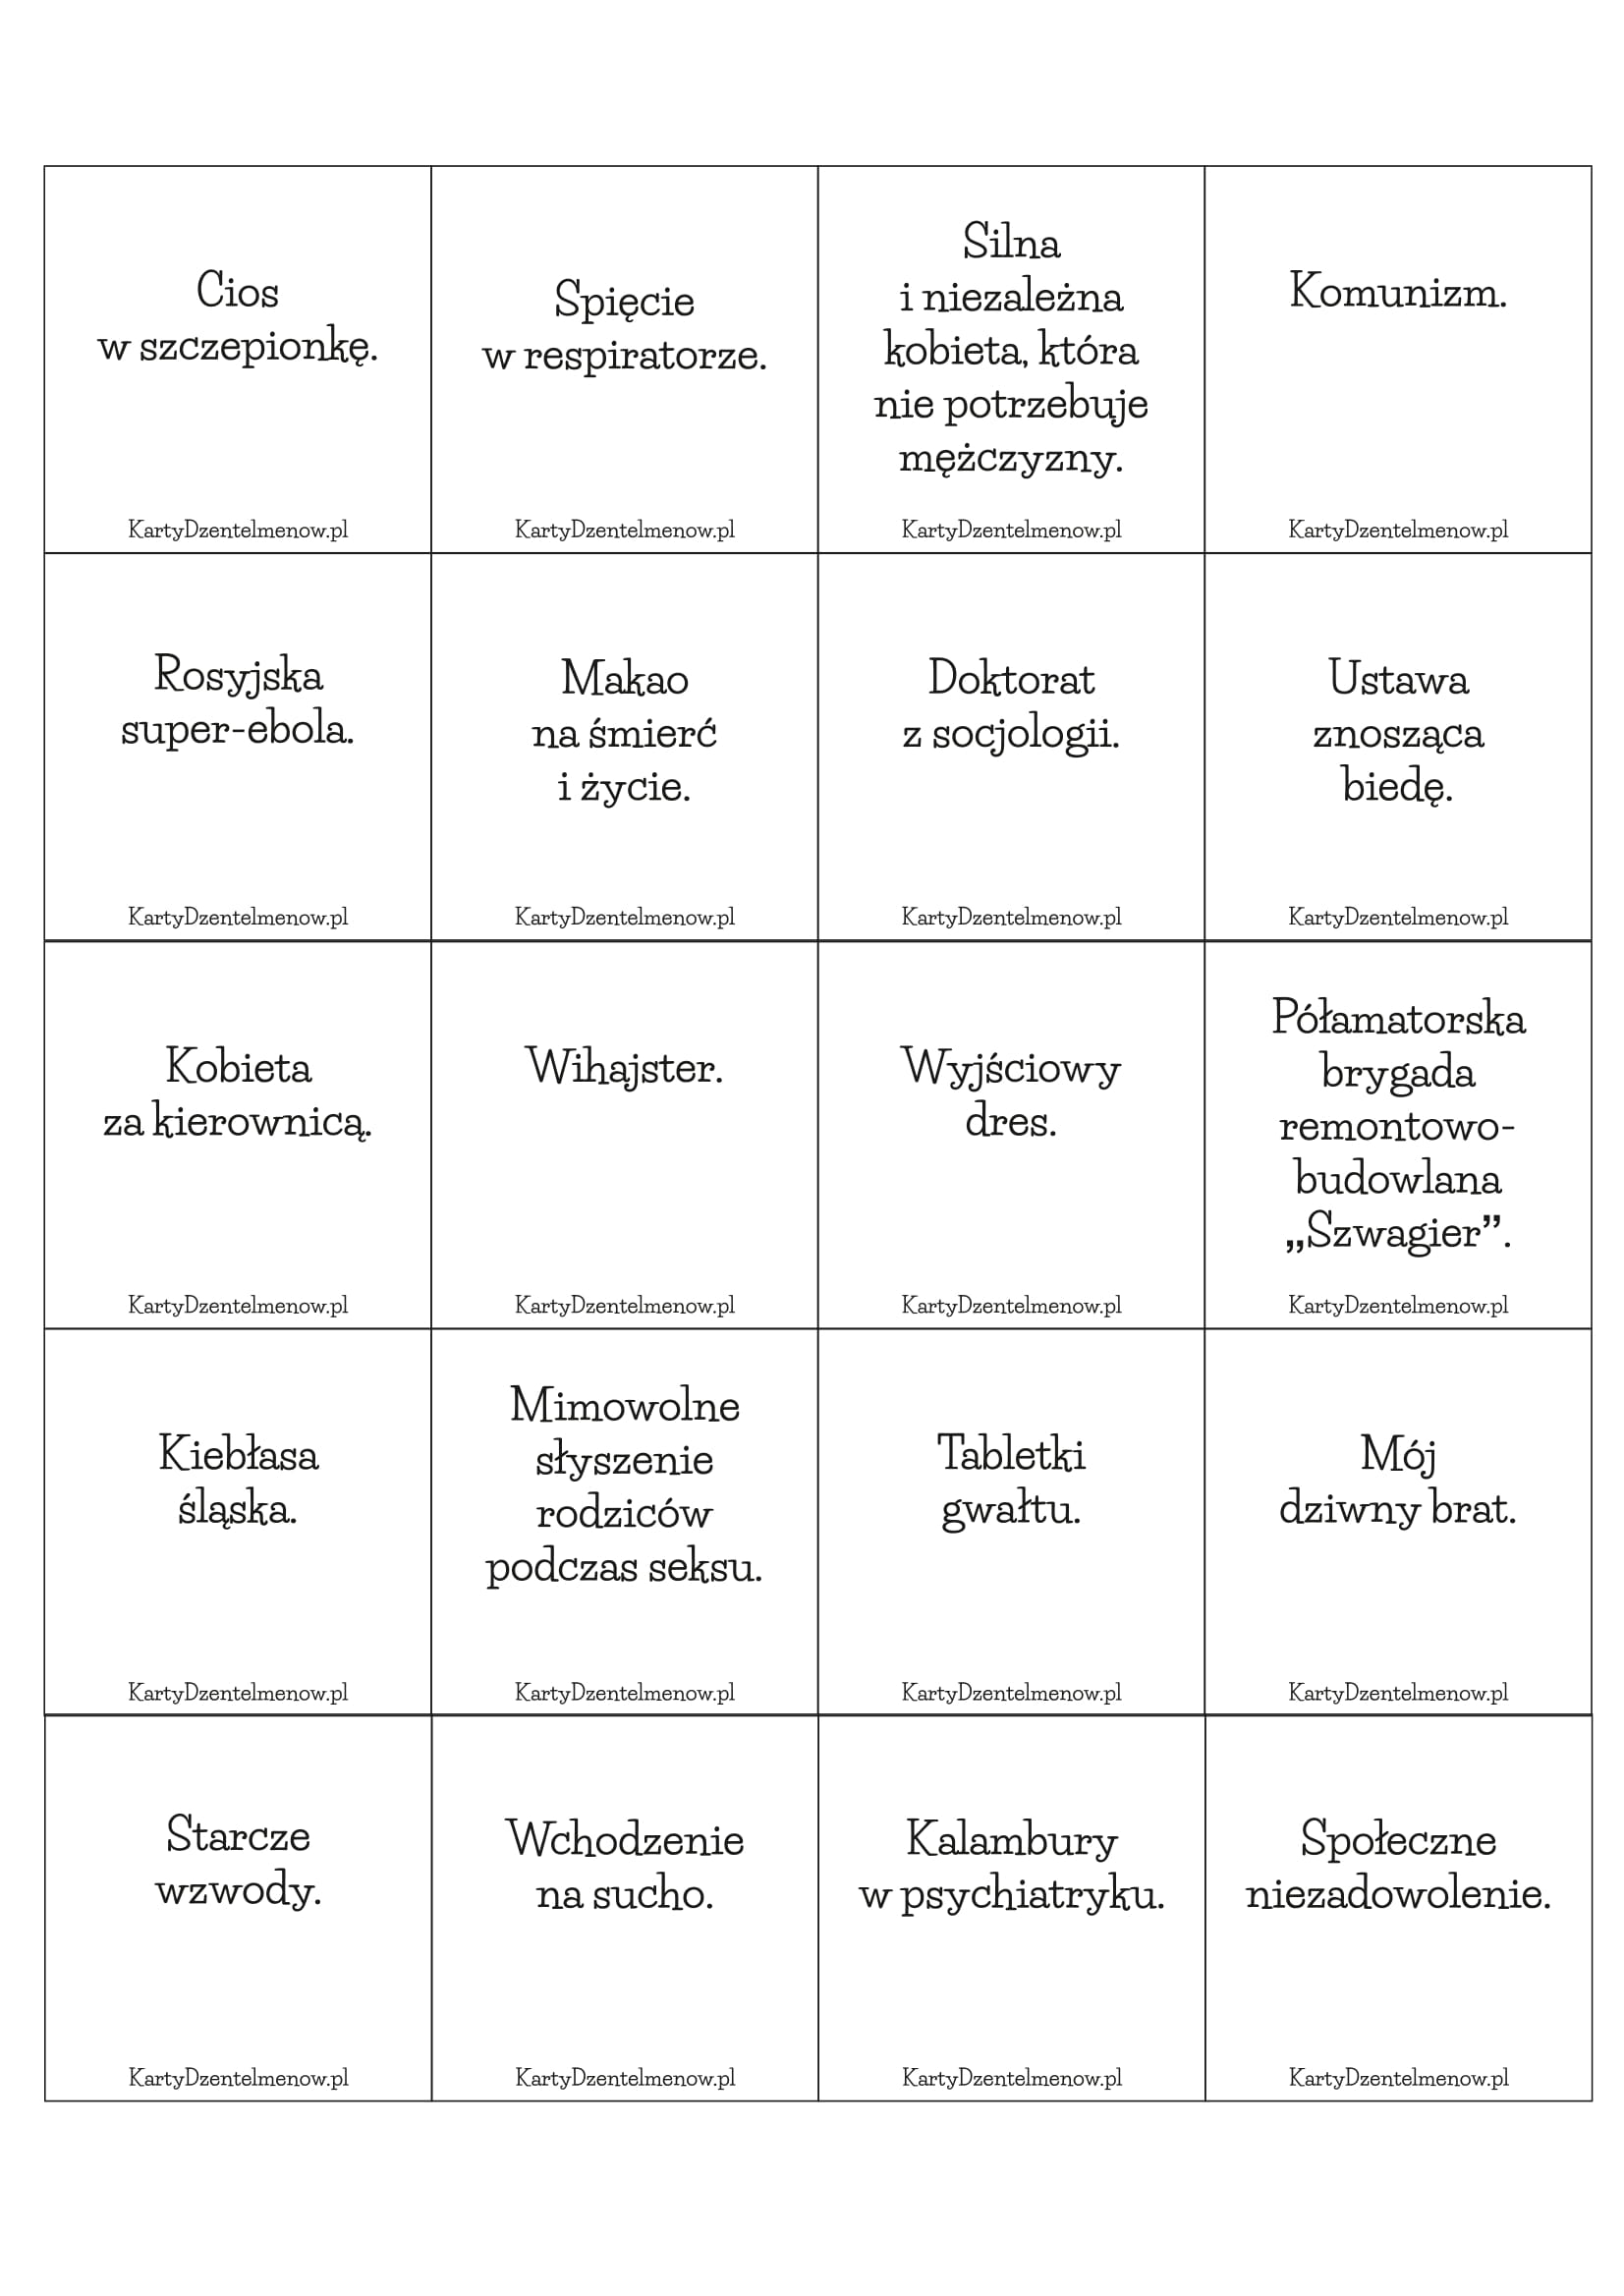 Cios
w szczepionkę.
KartyDzentelmenow.pl
Spięcie
w respiratorze.
KartyDzentelmenow.pl
Silna
i niezależna
kobieta, która
nie potrzebuje
mężczyzny.
KartyDzentelmenow.pl
Komunizm.
KartyDzentelmenow.pl
Rosyjska
super-ebola.
KartyDzentelmenow.pl
Makao
na śmierć
i życie.
KartyDzentelmenow.pl
Doktorat
z socjologii.
KartyDzentelmenow.pl
Ustawa
znosząca
biedę.
KartyDzentelmenow.pl
Kobieta
za kierownicą.
KartyDzentelmenow.pl
Wihajster.
KartyDzentelmenow.pl
Wyjściowy
dres.
KartyDzentelmenow.pl
Półamatorska
brygada
remontowo-
budowlana
„Szwagier”.
KartyDzentelmenow.pl
Kiebłasa
śląska.
KartyDzentelmenow.pl
Mimowolne
słyszenie
rodziców
podczas seksu.
KartyDzentelmenow.pl
Tabletki
gwałtu.
KartyDzentelmenow.pl
Mój
dziwny brat.
KartyDzentelmenow.pl
Starcze
wzwody.
KartyDzentelmenow.pl
Wchodzenie
na sucho.
KartyDzentelmenow.pl
Kalambury
w psychiatryku.
KartyDzentelmenow.pl
Społeczne
niezadowolenie.
KartyDzentelmenow.pl